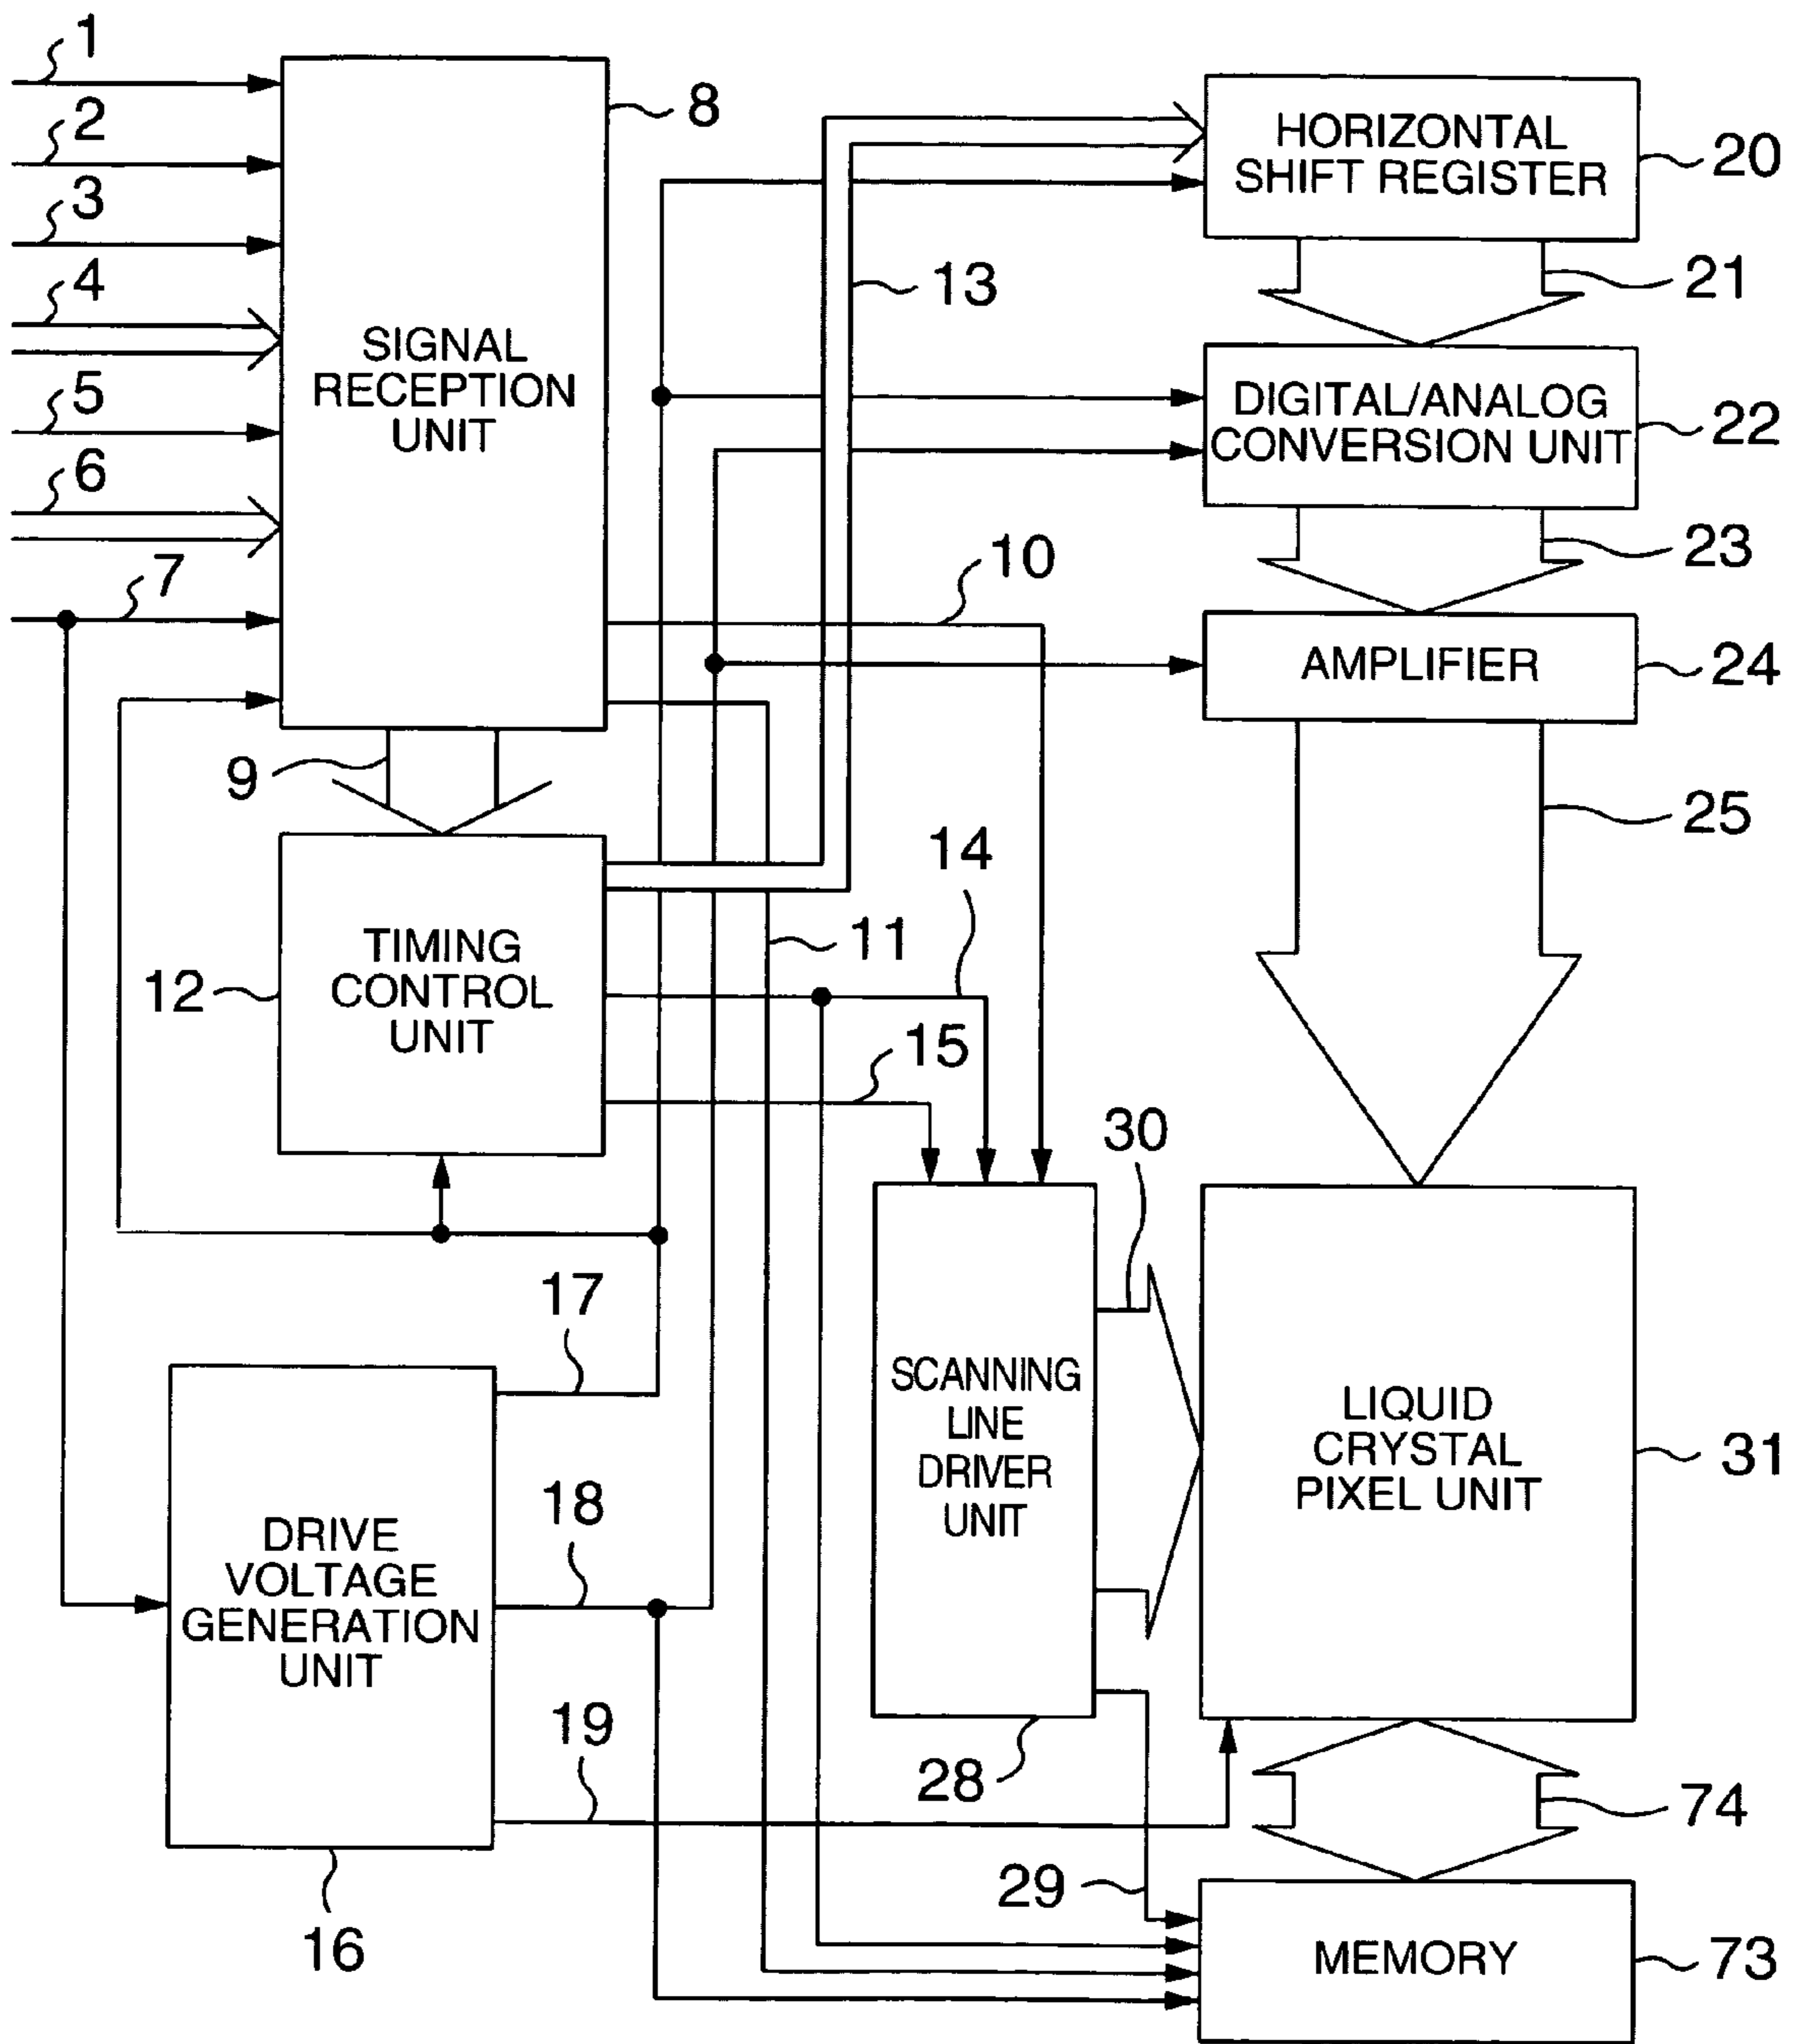 1
2
3
4
5
6
7
8
SIGNAL
RECEPTION
UNIT
9
10
11
12
TIMING
CONTROL
UNIT
13
14
15
17
18
19
DRIVE
VOLTAGE
GENERATION
UNIT
16
HORIZONTAL
SHIFT REGISTER
20
21
DIGITAL/ANALOG
CONVERSION UNIT
22
23
AMPLIFIER
24
25
30
SCANNING
LINE
DRIVER
UNIT
28
29
LIQUID
CRYSTAL
PIXEL UNIT
31
74
MEMORY
73